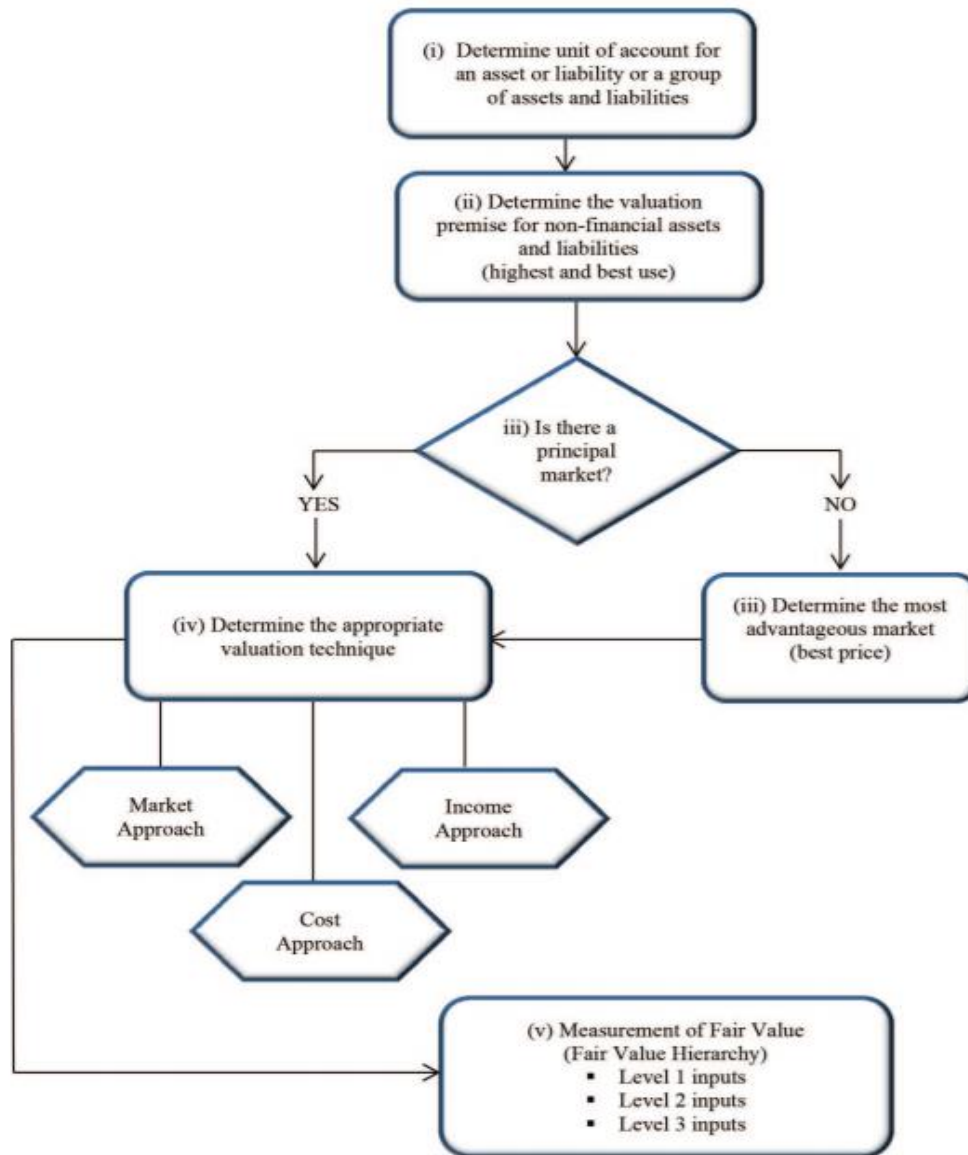 (i) Determine unit of account for
an asset or liability or a group
of assets and liabilities
(ii) Determine the valuation
premise for non-financial assets
and liabilities
(highest and best use)
iii) Is there a
principal
market?
YES
NO
(iv) Determine the appropriate
valuation technique
(iii) Determine the most
advantageous market
(best price)
Market
Approach
Income
Approach
Cost
Approach
(v) Measurement of Fair Value
(Fair Value Hierarchy)
▪ Level 1 inputs
▪ Level 2 inputs
▪ Level 3 inputs